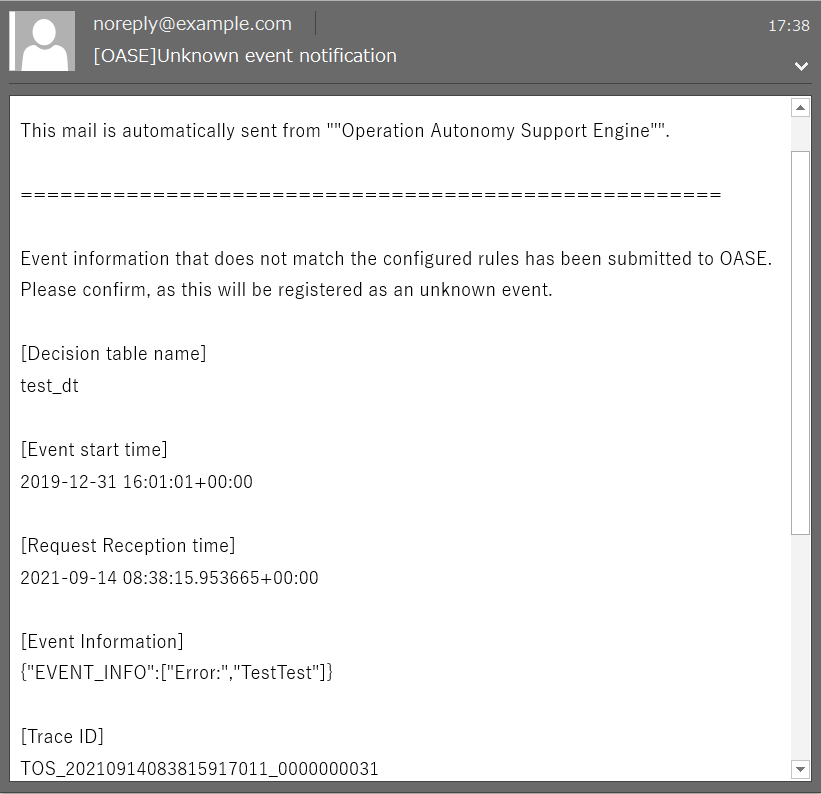 noreply@example.com
17:38
[OASE]Unknown event notification
This mail is automatically sent from ""Operation Autonomy Support Engine"".
=====================================================
Event information that does not match the configured rules has been submitted to OASE.
Please confirm, as this will be registered as an unknown event.
[Decision table name]
test_dt
[Event start time]
2019-12-31 16:01:01+00:00
[Request Reception time]
2021-09-14 08:38:15.953665+00:00
[Event Information]
{"EVENT_INFO":["Error:","TestTest"]}
[Trace ID]
TOS_20210914083815917011_0000000031